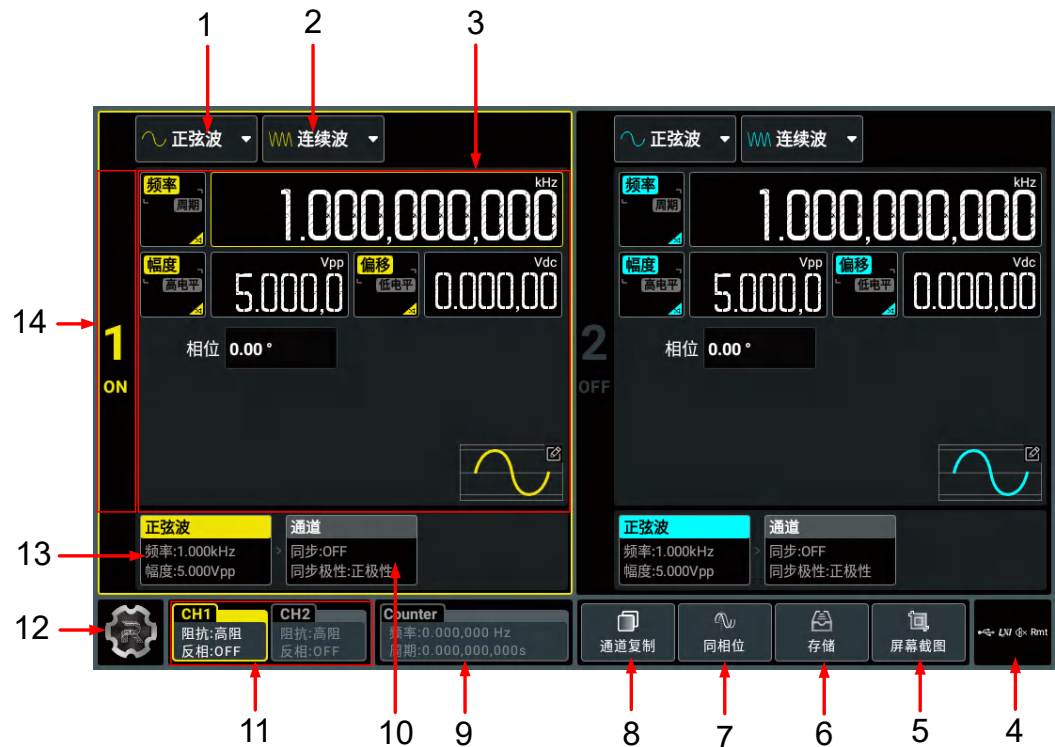 1 2 3
正弦波 连续波 正弦波 连续波
频率 周期 1.000,000,000 kHz 频率 周期 1.000,000,000 kHz
幅度 高电平 5.000,0 Vpp 偏移 低电平 0.000,00 Vdc 幅度 高电平 5.000,0 Vpp 偏移 低电平 0.000,00 Vdc
14
1 相位 0.00 ° 2 相位 0.00 °
ON OFF
正弦波 通道 正弦波 通道
13
频率:1.000kHz 同步:OFF 频率:1.000kHz 同步:OFF
幅度:5.000Vpp 同步极性:正极性 幅度:5.000Vpp 同步极性:正极性
CH1 CH2 Counter
12 R 阻抗:高阻 阻抗:高阻 频率:0.000,000 Hz LXI Rmt
反相:OFF 反相:OFF 周期:0.000,000,000s 通道复制 同相位 存储 屏幕截图
11 10 9 8 7 6 5 4